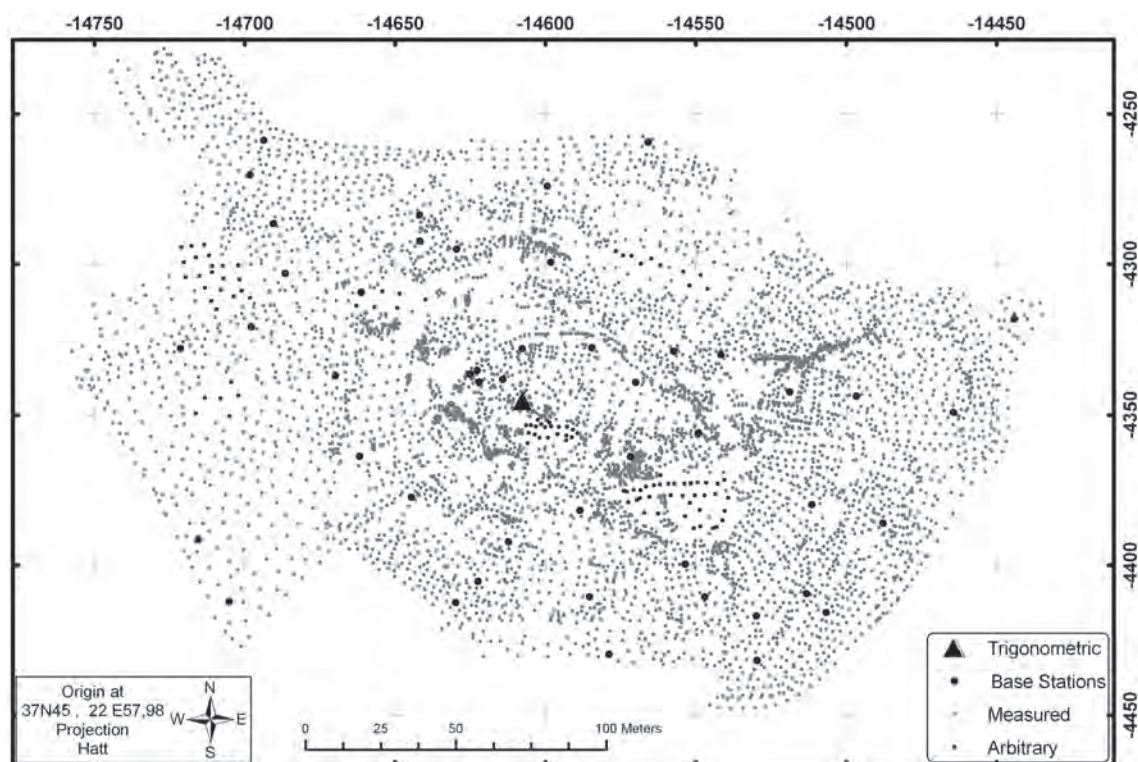 -14750 -14700 -14650 -14600 -14550 -14500 -14450
-4250
-4300
-4350
-4400
-4450
Trigonometric
Base Stations
Measured
Arbitrary
Origin at
37N45 , 22 E57,98
Projection
Hatt
N
W E
S
0 50 100 Meters